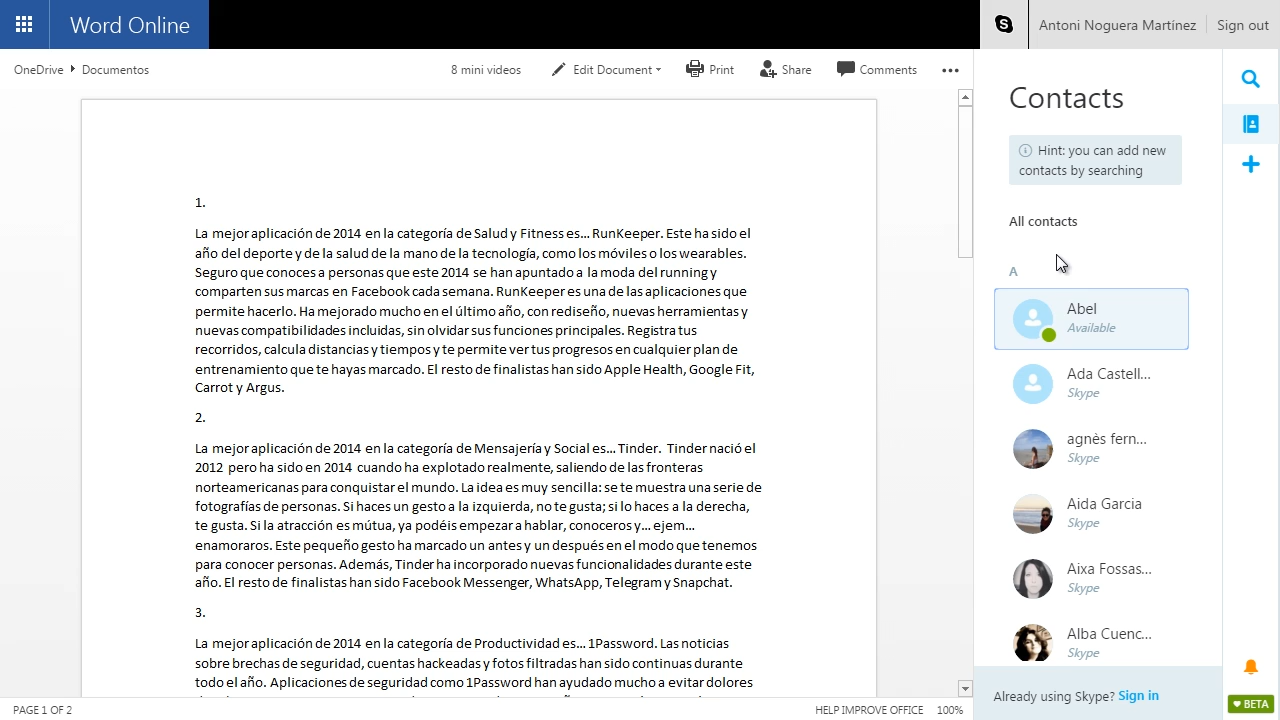 Word Online
Antoni Noguera Martínez
Sign out
OneDrive Documentos
8 mini videos
Edit Document
Print
Share
Comments
1.
La mejor aplicación de 2014 en la categoría de Salud y Fitness es... RunKeeper. Este ha sido el
año del deporte y de la salud de la mano de la tecnología, como los móviles o los wearables.
Seguro que conoces a personas que este 2014 se han apuntado a la moda del running y
comparten sus marcas en Facebook cada semana. RunKeeper es una de las aplicaciones que
permite hacerlo. Ha mejorado mucho en el último año, con rediseño, nuevas herramientas y
nuevas compatibilidades incluidas, sin olvidar sus funciones principales. Registra tus
recorridos, calcula distancias y tiempos y te permite ver tus progresos en cualquier plan de
entrenamiento que te hayas marcado. El resto de finalistas han sido Apple Health, Google Fit,
Carrot y Argus.
2.
La mejor aplicación de 2014 en la categoría de Mensajería y Social es... Tinder. Tinder nació el
2012 pero ha sido en 2014 cuando ha explotado realmente, saliendo de las fronteras
norteamericanas para conquistar el mundo. La idea es muy sencilla: se te muestra una serie de
fotografías de personas. Si haces un gesto a la izquierda, no te gusta; si lo haces a la derecha,
te gusta. Si la atracción es mútua, ya podéis empezar a hablar, conoceros y... ejem...
enamoraros. Este pequeño gesto ha marcado un antes y un después en el modo que tenemos
para conocer personas. Además, Tinder ha incorporado nuevas funcionalidades durante este
año. El resto de finalistas han sido Facebook Messenger, WhatsApp, Telegram y Snapchat.
3.
La mejor aplicación de 2014 en la categoría de Productividad es... 1Password. Las noticias
sobre brechas de seguridad, cuentas hackeadas y fotos filtradas han sido continuas durante
todo el año. Aplicaciones de seguridad como 1Password han ayudado mucho a evitar dolores
Contacts
Hint: you can add new
contacts by searching
All contacts
A
Abel
Available
Ada Castell...
Skype
agnès fern...
Skype
Aida Garcia
Skype
Aixa Fossas...
Skype
Alba Cuenc...
Skype
Already using Skype? Sign in
BETA
PAGE 1 OF 2
HELP IMPROVE OFFICE
100%